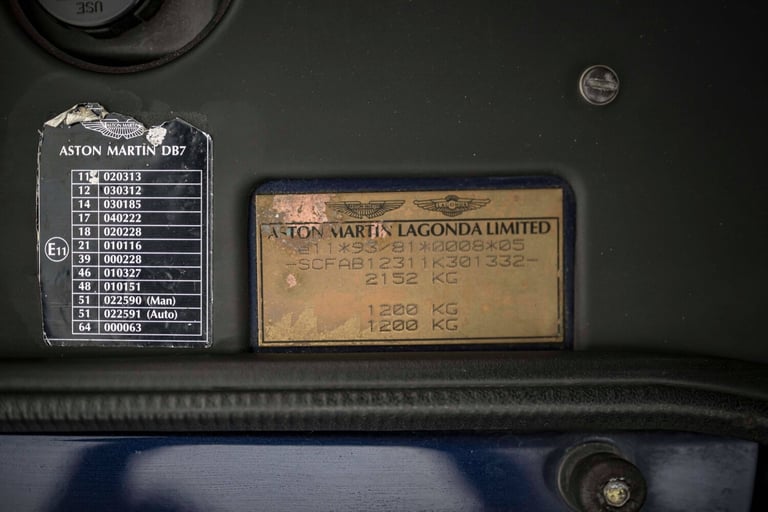 USE
ASTON MARTIN
ASTON MARTIN DB7
11 020313
12 030312
14 030185
17 040222
18 020228
21 010116
39 000228
46 010327
48 010151
51 022590 (Man)
51 022591 (Auto)
64 000063
E11
ASTON MARTIN LAGONDA LIMITED
E11*93/81*0008*05
-SCFAB12311K301332-
2152 KG
1200 KG
1200 KG